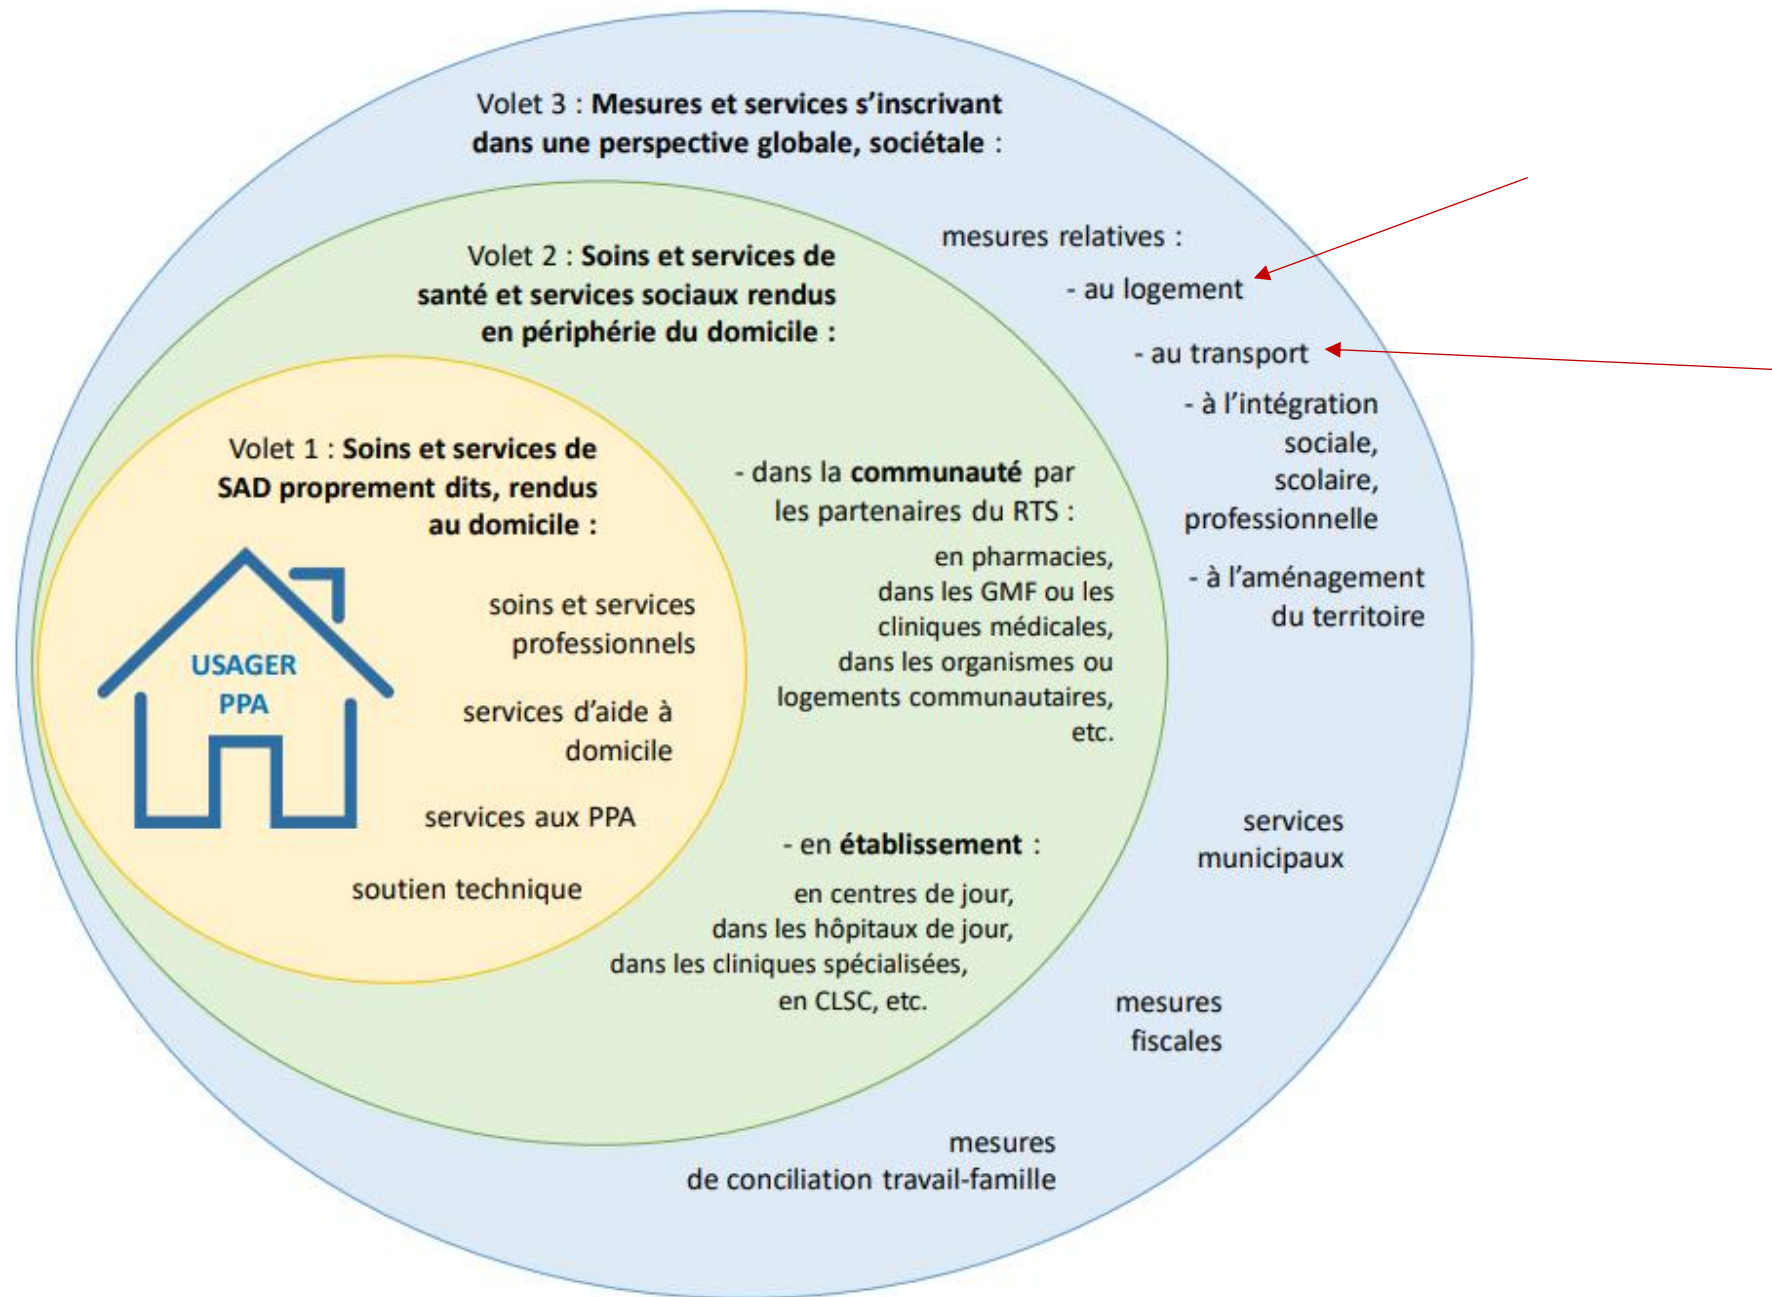 Volet 3 : Mesures et services s’inscrivant
dans une perspective globale, sociétale :
mesures relatives :
- au logement
- au transport
- à l’intégration
sociale,
scolaire,
professionnelle
- à l’aménagement
du territoire
services
municipaux
mesures
fiscales
mesures
de conciliation travail-famille
Volet 2 : Soins et services de
santé et services sociaux rendus
en périphérie du domicile :
- dans la communauté par
les partenaires du RTS :
en pharmacies,
dans les GMF ou les
cliniques médicales,
dans les organismes ou
logements communautaires,
etc.
- en établissement :
en centres de jour,
dans les hôpitaux de jour,
dans les cliniques spécialisées,
en CLSC, etc.
Volet 1 : Soins et services de
SAD proprement dits, rendus
au domicile :
USAGER
PPA
soins et services
professionnels
services d’aide à
domicile
services aux PPA
soutien technique